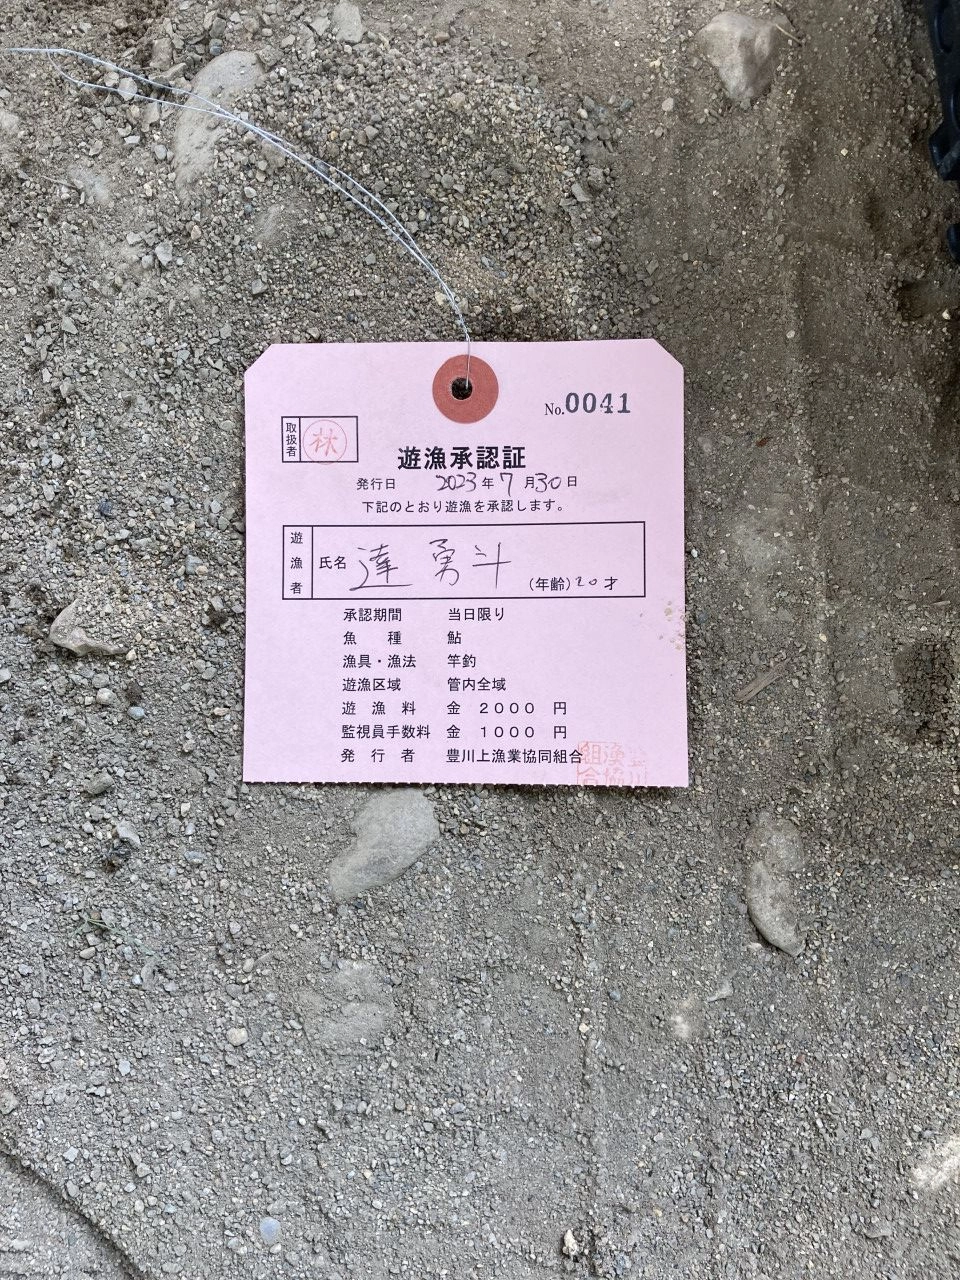 No.0041
取扱者 林
遊漁承認証
発行日 2023年7月30日
下記のとおり遊漁を承認します。
遊漁者 氏名 達 勇斗 (年齢)20才
承認期間 当日限り
魚種 鮎
漁具・漁法 竿釣
遊漁区域 管内全域
遊漁料 金 2000 円
監視員手数料 金 1000 円
発行者 豊川上漁業協同組合